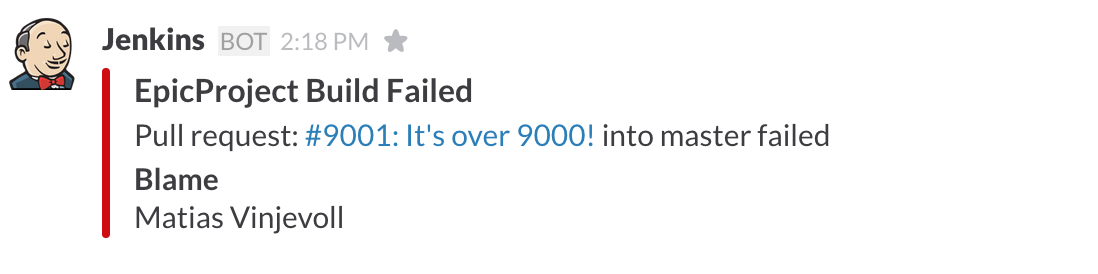 Jenkins BOT 2:18 PM
EpicProject Build Failed
Pull request: #9001: It's over 9000! into master failed
Blame
Matias Vinjevoll